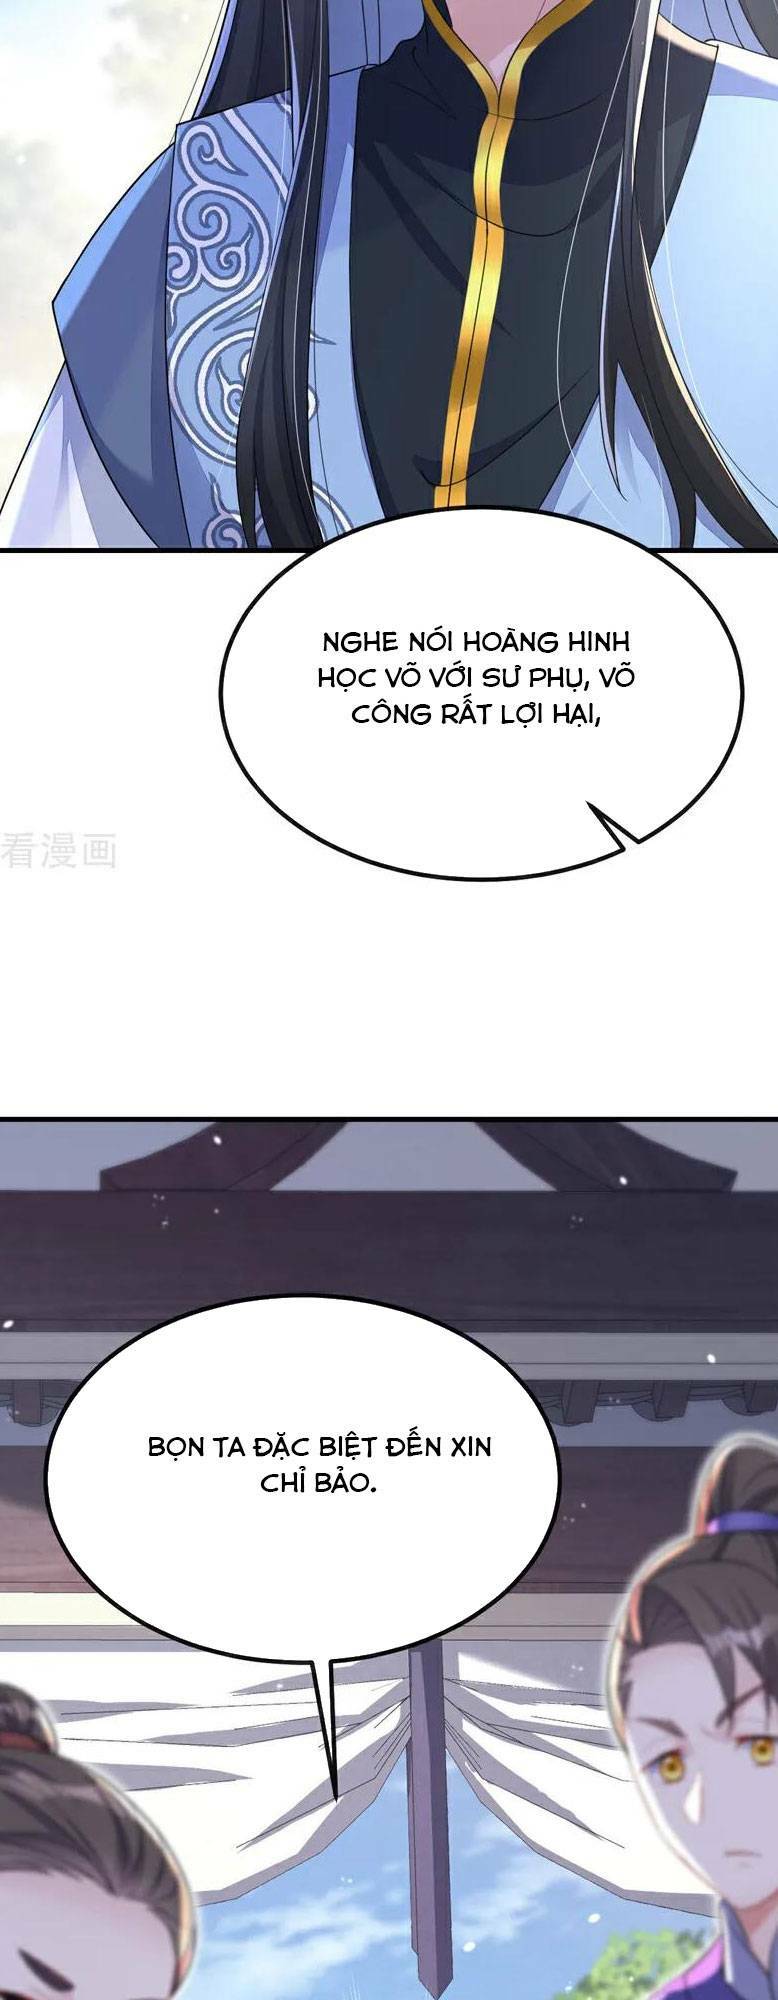 NGHE NÓI HOÀNG HINH
HỌC VÕ VỚI SƯ PHỤ, VÕ
CÔNG RẤT LỢI HẠI,
看漫画
BỌN TA ĐẶC BIỆT ĐẾN XIN
CHỈ BẢO.